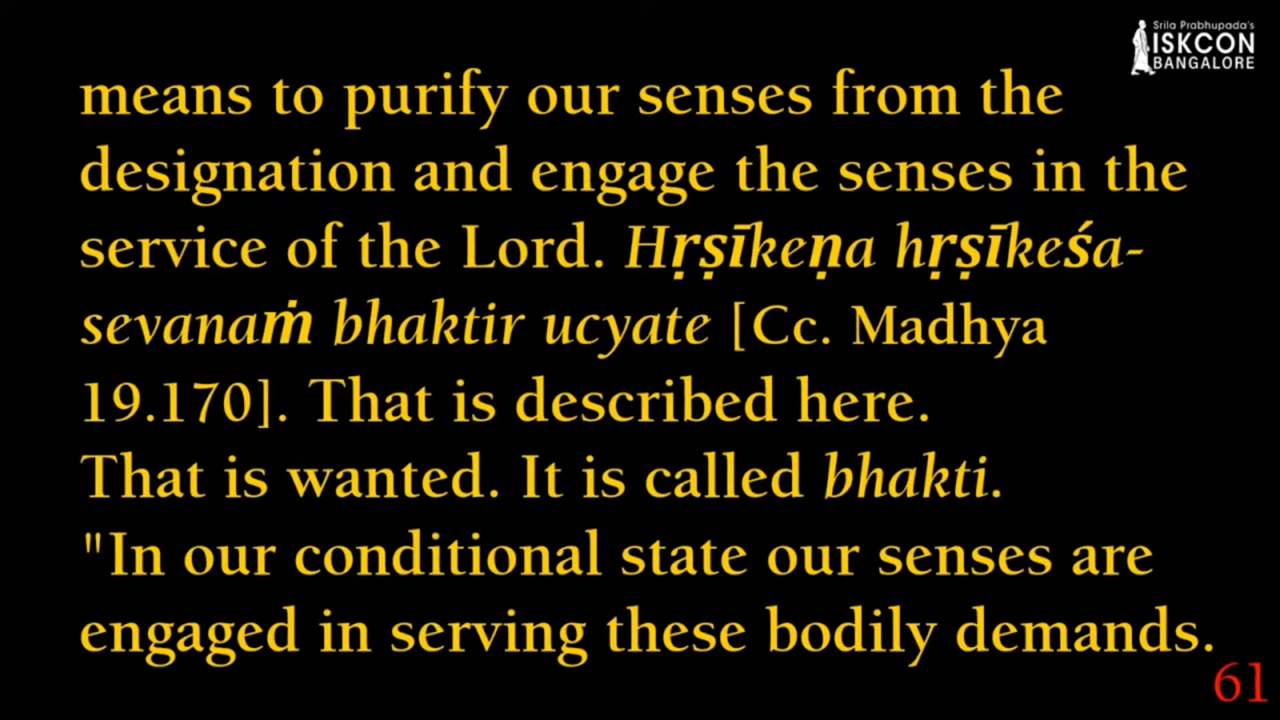 Srila Prabhupada's
ISKCON
BANGALORE
means to purify our senses from the
designation and engage the senses in the
service of the Lord. Hṛṣīkeṇa hṛṣīkeśa-
sevanaṁ bhaktir ucyate [Cc. Madhya
19.170]. That is described here.
That is wanted. It is called bhakti.
"In our conditional state our senses are
engaged in serving these bodily demands.
61